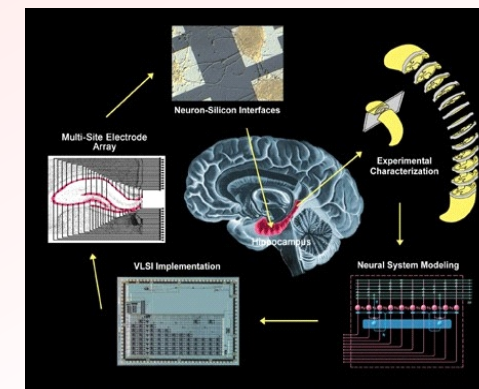 Neuron-Silicon Interfaces
Multi-Site Electrode
Array
Experimental
Characterization
Hippocampus
VLSI Implementation
Neural System Modeling